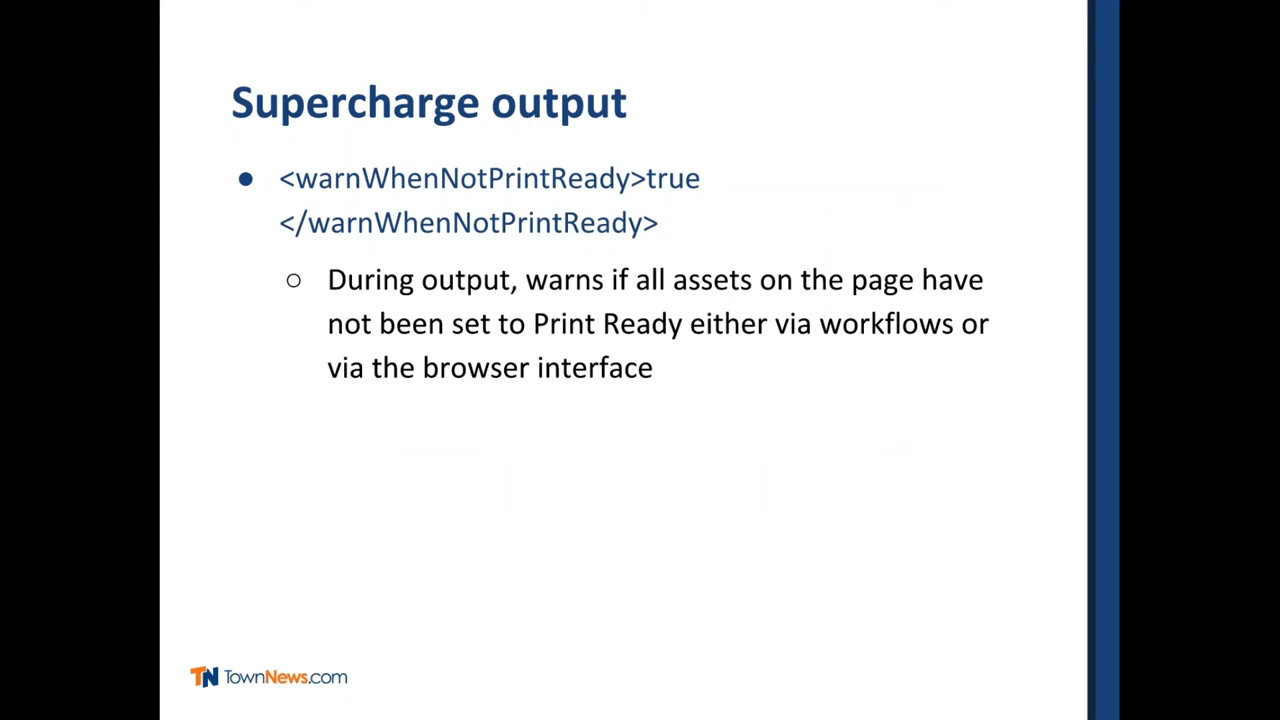 Supercharge output
● <warnWhenNotPrintReady>true
</warnWhenNotPrintReady>
○ During output, warns if all assets on the page have
not been set to Print Ready either via workflows or
via the browser interface
TN TownNews.com